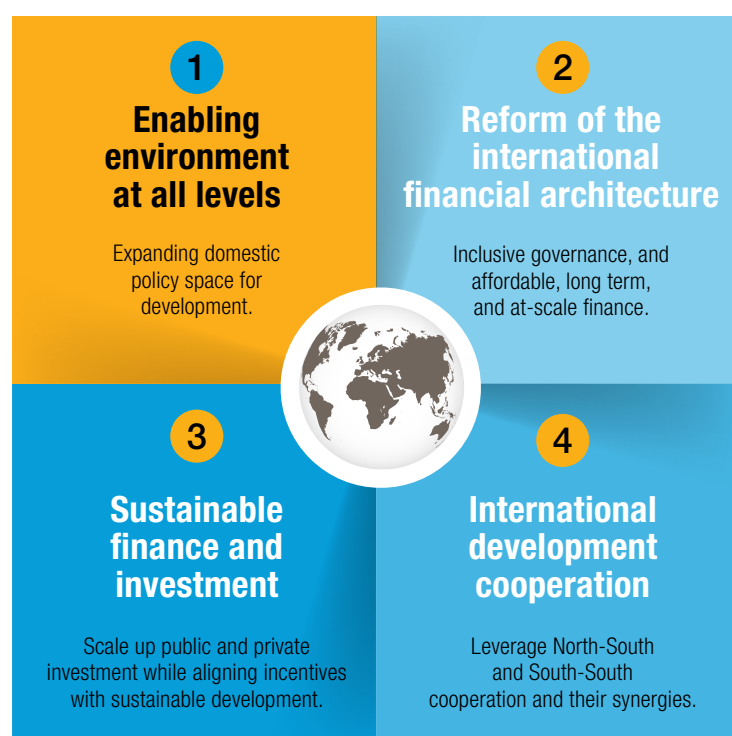 1
Enabling
environment
at all levels
Expanding domestic
policy space for
development.
2
Reform of the
international
financial architecture
Inclusive governance, and
affordable, long term,
and at-scale finance.
3
Sustainable
finance and
investment
Scale up public and private
investment while aligning incentives
with sustainable development.
4
International
development
cooperation
Leverage North-South
and South-South
cooperation and their synergies.